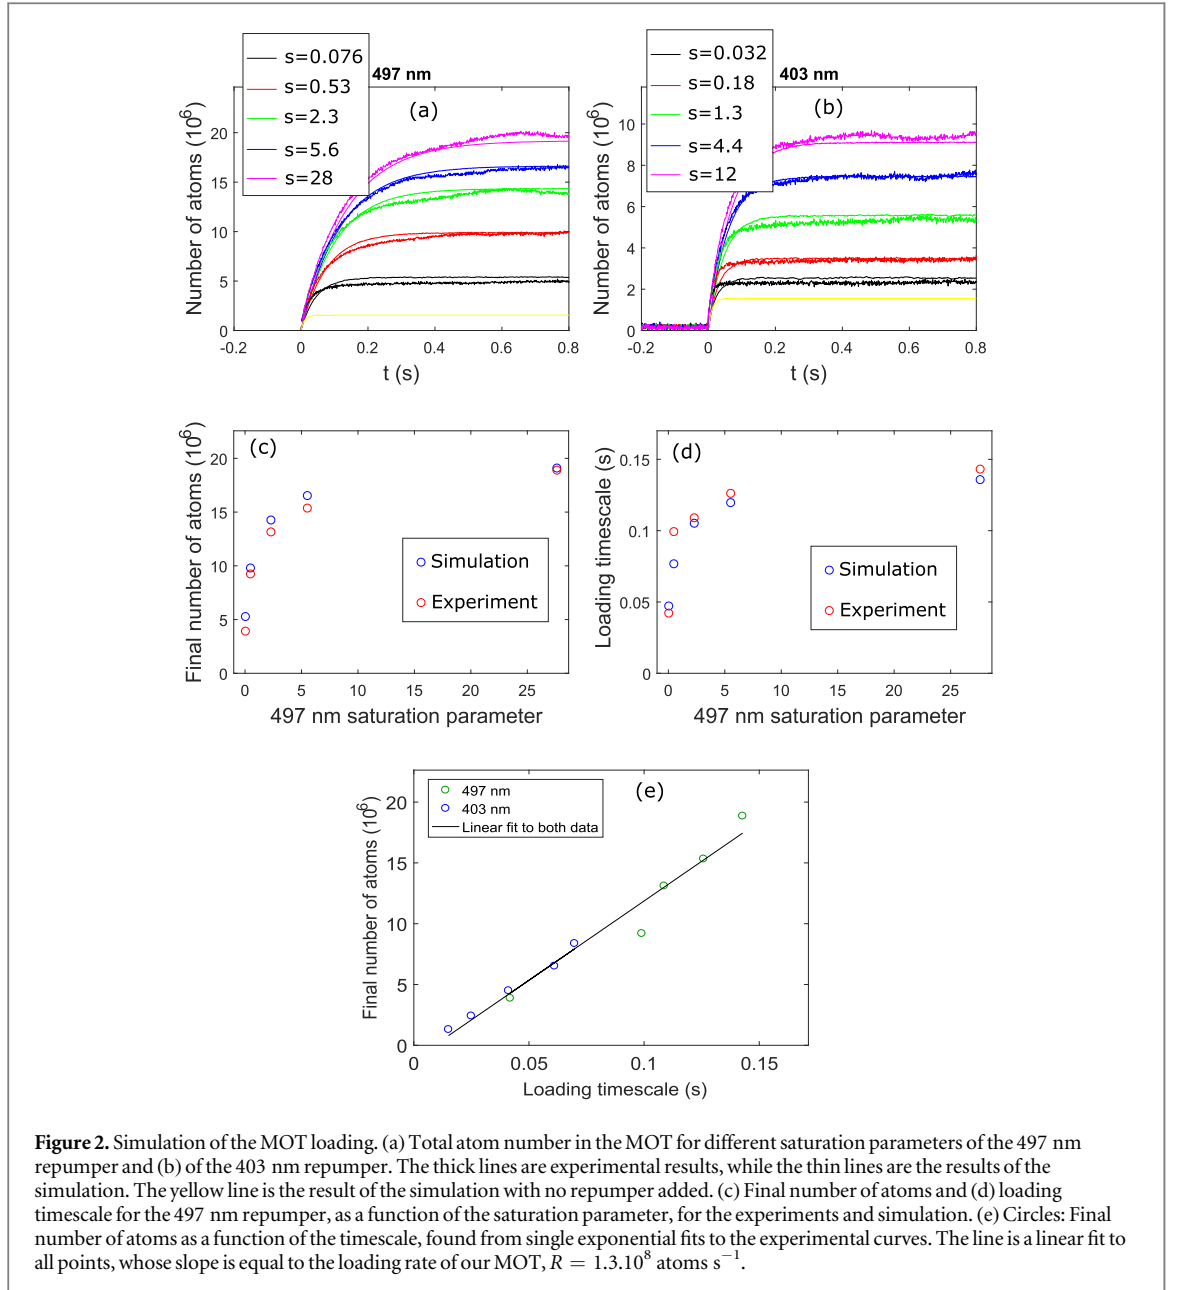 s=0.076
s=0.53
s=2.3
s=5.6
s=28
497 nm
(a)
Number of atoms (10^6)
20
15
10
5
0
-0.2
0
0.2
0.4
0.6
0.8
t (s)
s=0.032
s=0.18
s=1.3
s=4.4
s=12
403 nm
(b)
Number of atoms (10^6)
10
8
6
4
2
0
-0.2
0
0.2
0.4
0.6
0.8
t (s)
(c)
Final number of atoms (10^6)
20
15
10
5
0
0
5
10
15
20
25
497 nm saturation parameter
Simulation
Experiment
(d)
Loading timescale (s)
0.15
0.1
0.05
0
0
5
10
15
20
25
497 nm saturation parameter
Simulation
Experiment
(e)
497 nm
403 nm
Linear fit to both data
Final number of atoms (10^6)
20
15
10
5
0
0
0.05
0.1
0.15
Loading timescale (s)
Figure 2. Simulation of the MOT loading. (a) Total atom number in the MOT for different saturation parameters of the 497 nm
repumper and (b) of the 403 nm repumper. The thick lines are experimental results, while the thin lines are the results of the
simulation. The yellow line is the result of the simulation with no repumper added. (c) Final number of atoms and (d) loading
timescale for the 497 nm repumper, as a function of the saturation parameter, for the experiments and simulation. (e) Circles: Final
number of atoms as a function of the timescale, found from single exponential fits to the experimental curves. The line is a linear fit to
all points, whose slope is equal to the loading rate of our MOT, R = 1.3.10^8 atoms s^−1.